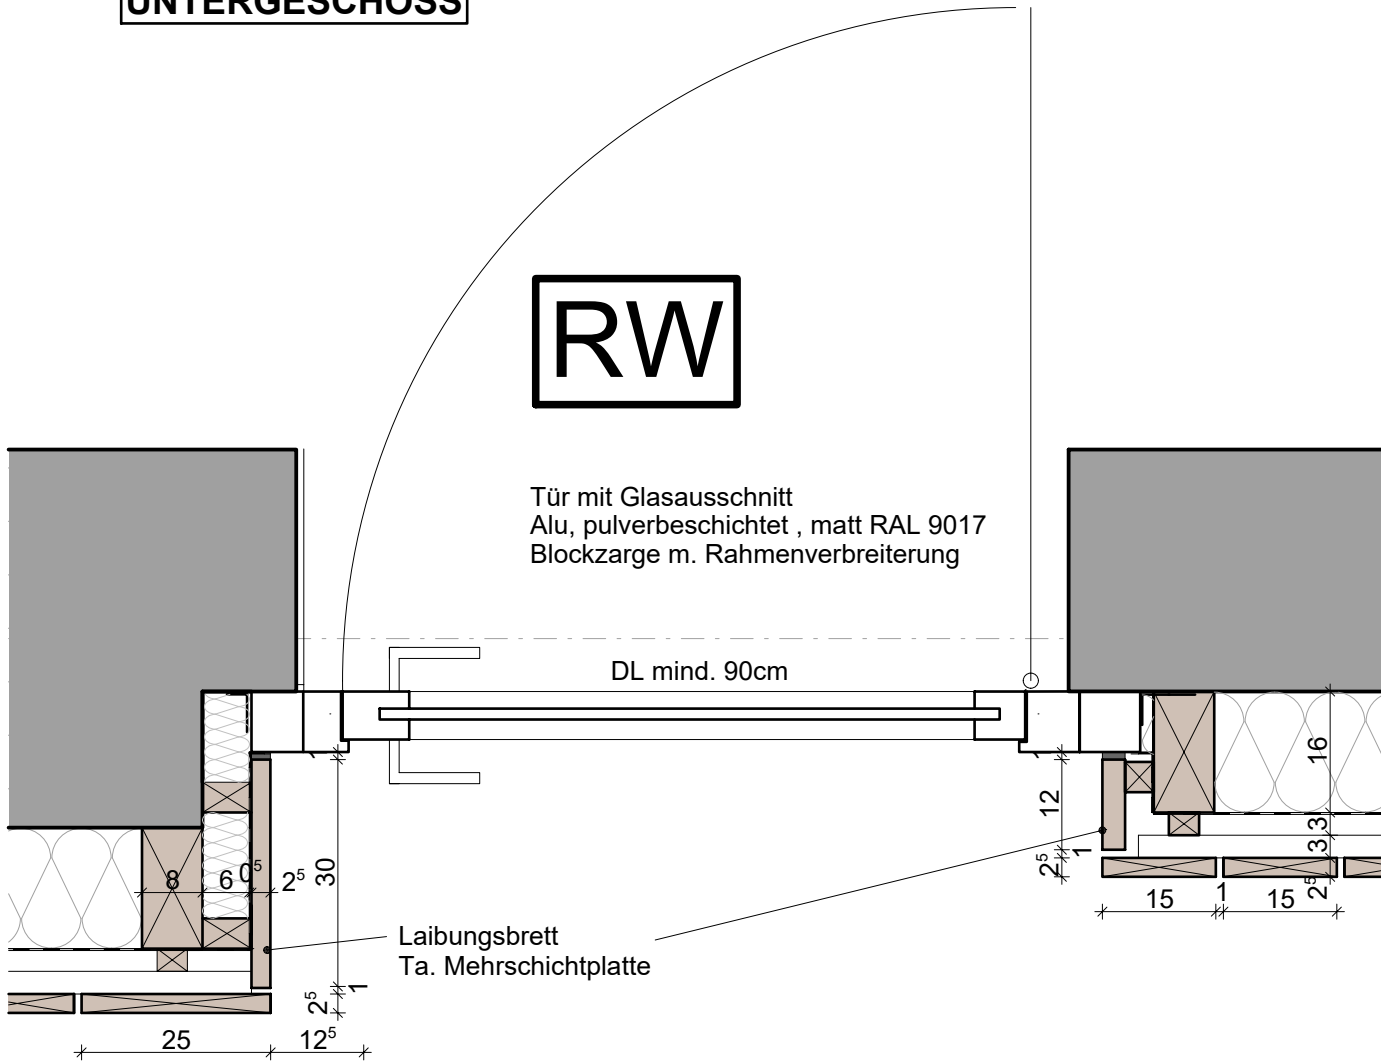 UNTERGESCHOSS
RW
Tür mit Glasausschnitt
Alu, pulverbeschichtet , matt RAL 9017
Blockzarge m. Rahmenverbreiterung
DL mind. 90cm
16
3
3
2⁵
12
1
2⁵
15
1
15
8
6
0⁵
2⁵
30
1
2⁵
25
12⁵
Laibungsbrett
Ta. Mehrschichtplatte